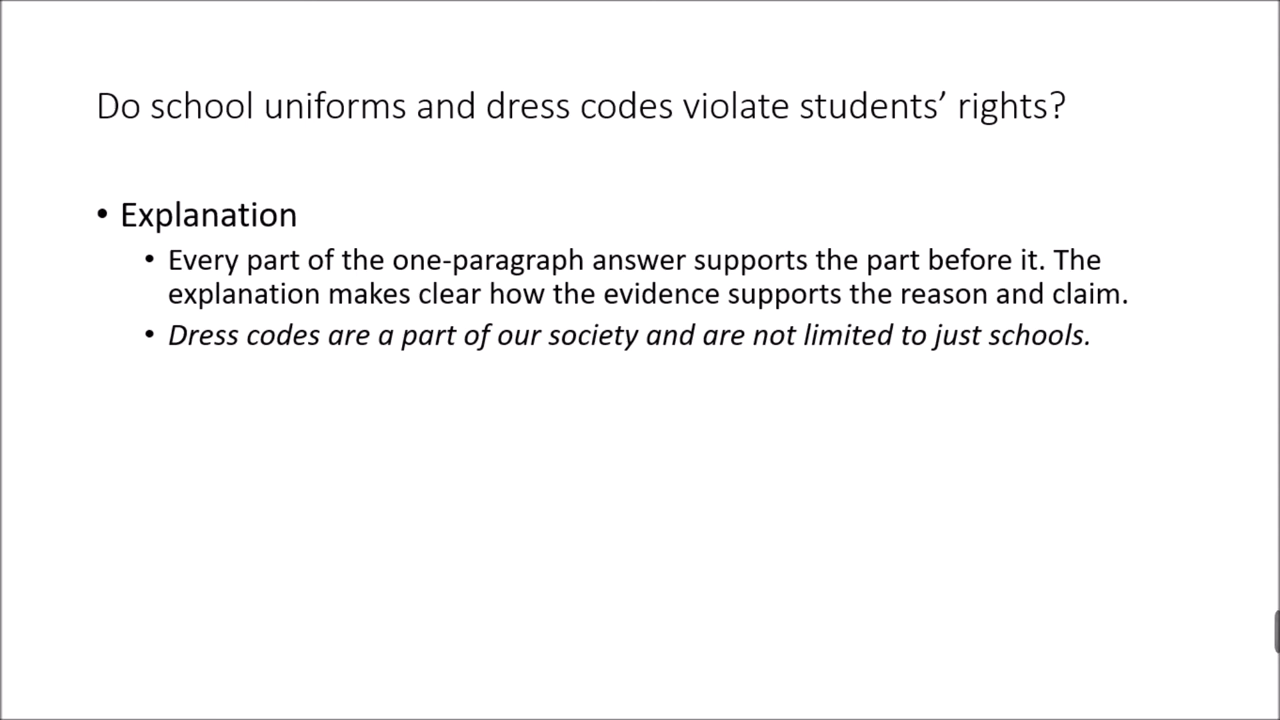 Do school uniforms and dress codes violate students’ rights?
• Explanation
• Every part of the one-paragraph answer supports the part before it. The
explanation makes clear how the evidence supports the reason and claim.
• Dress codes are a part of our society and are not limited to just schools.